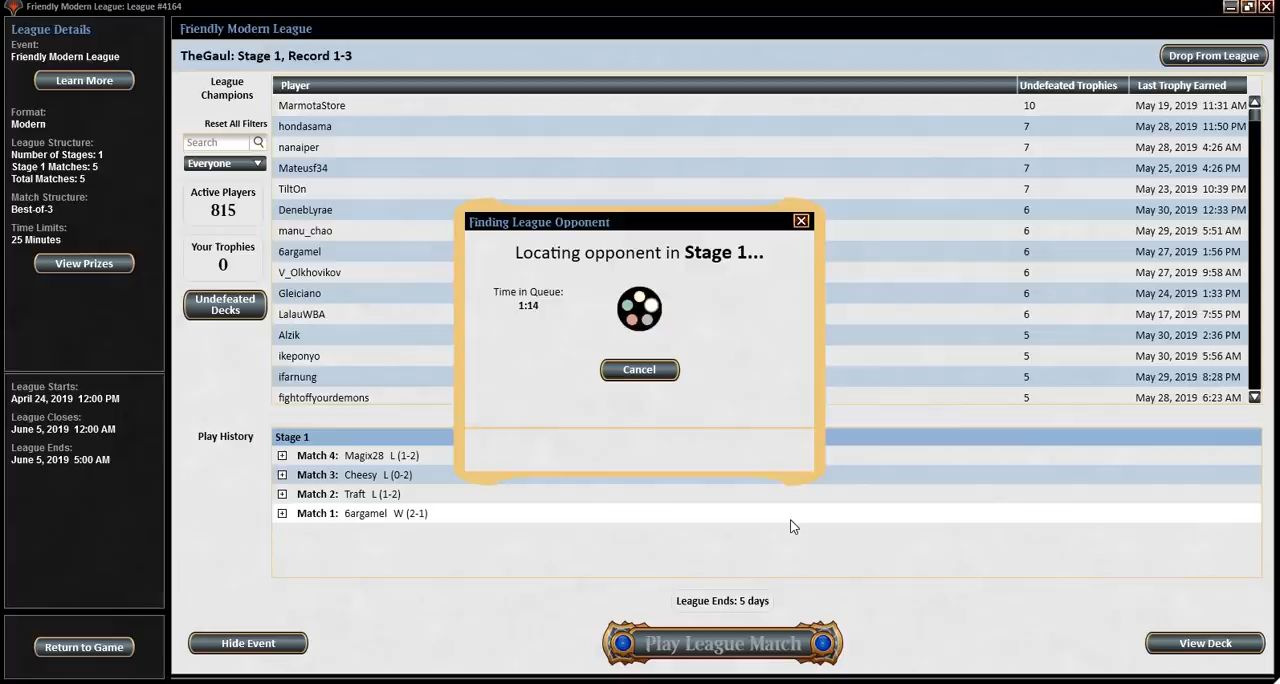 Friendly Modern League: League #4164
League Details
Event:
Friendly Modern League
Learn More
Format:
Modern
League Structure:
Number of Stages: 1
Stage 1 Matches: 5
Total Matches: 5
Match Structure:
Best-of-3
Time Limits:
25 Minutes
View Prizes
League Starts:
April 24, 2019 12:00 PM
League Closes:
June 5, 2019 12:00 AM
League Ends:
June 5, 2019 5:00 AM
Return to Game
Friendly Modern League
TheGaul: Stage 1, Record 1-3
Drop From League
League
Champions
Reset All Filters
Search
Everyone
Active Players
815
Your Trophies
0
Undefeated
Decks
Player Undefeated Trophies Last Trophy Earned
MarmotaStore 10 May 19, 2019 11:31 AM
hondasama 7 May 28, 2019 11:50 PM
nanaiper 7 May 28, 2019 4:26 AM
Mateusf34 7 May 25, 2019 4:26 PM
TiltOn 7 May 23, 2019 10:39 PM
DenebLyrae 6 May 30, 2019 12:33 PM
manu_chao 6 May 29, 2019 5:51 AM
6argamel 6 May 27, 2019 1:56 PM
V_Olkhovikov 6 May 27, 2019 9:58 AM
Gleiciano 6 May 24, 2019 1:33 PM
LalauWBA 6 May 17, 2019 7:55 PM
Alzik 5 May 30, 2019 2:36 PM
ikeponyo 5 May 30, 2019 5:56 AM
ifarnung 5 May 29, 2019 8:28 PM
fightoffyourdemons 5 May 28, 2019 6:23 AM
Finding League Opponent
Locating opponent in Stage 1...
Time in Queue:
1:14
Cancel
Play History
Stage 1
Match 4: Magix28 L (1-2)
Match 3: Cheesy L (0-2)
Match 2: Traft L (1-2)
Match 1: 6argamel W (2-1)
League Ends: 5 days
Hide Event
Play League Match
View Deck